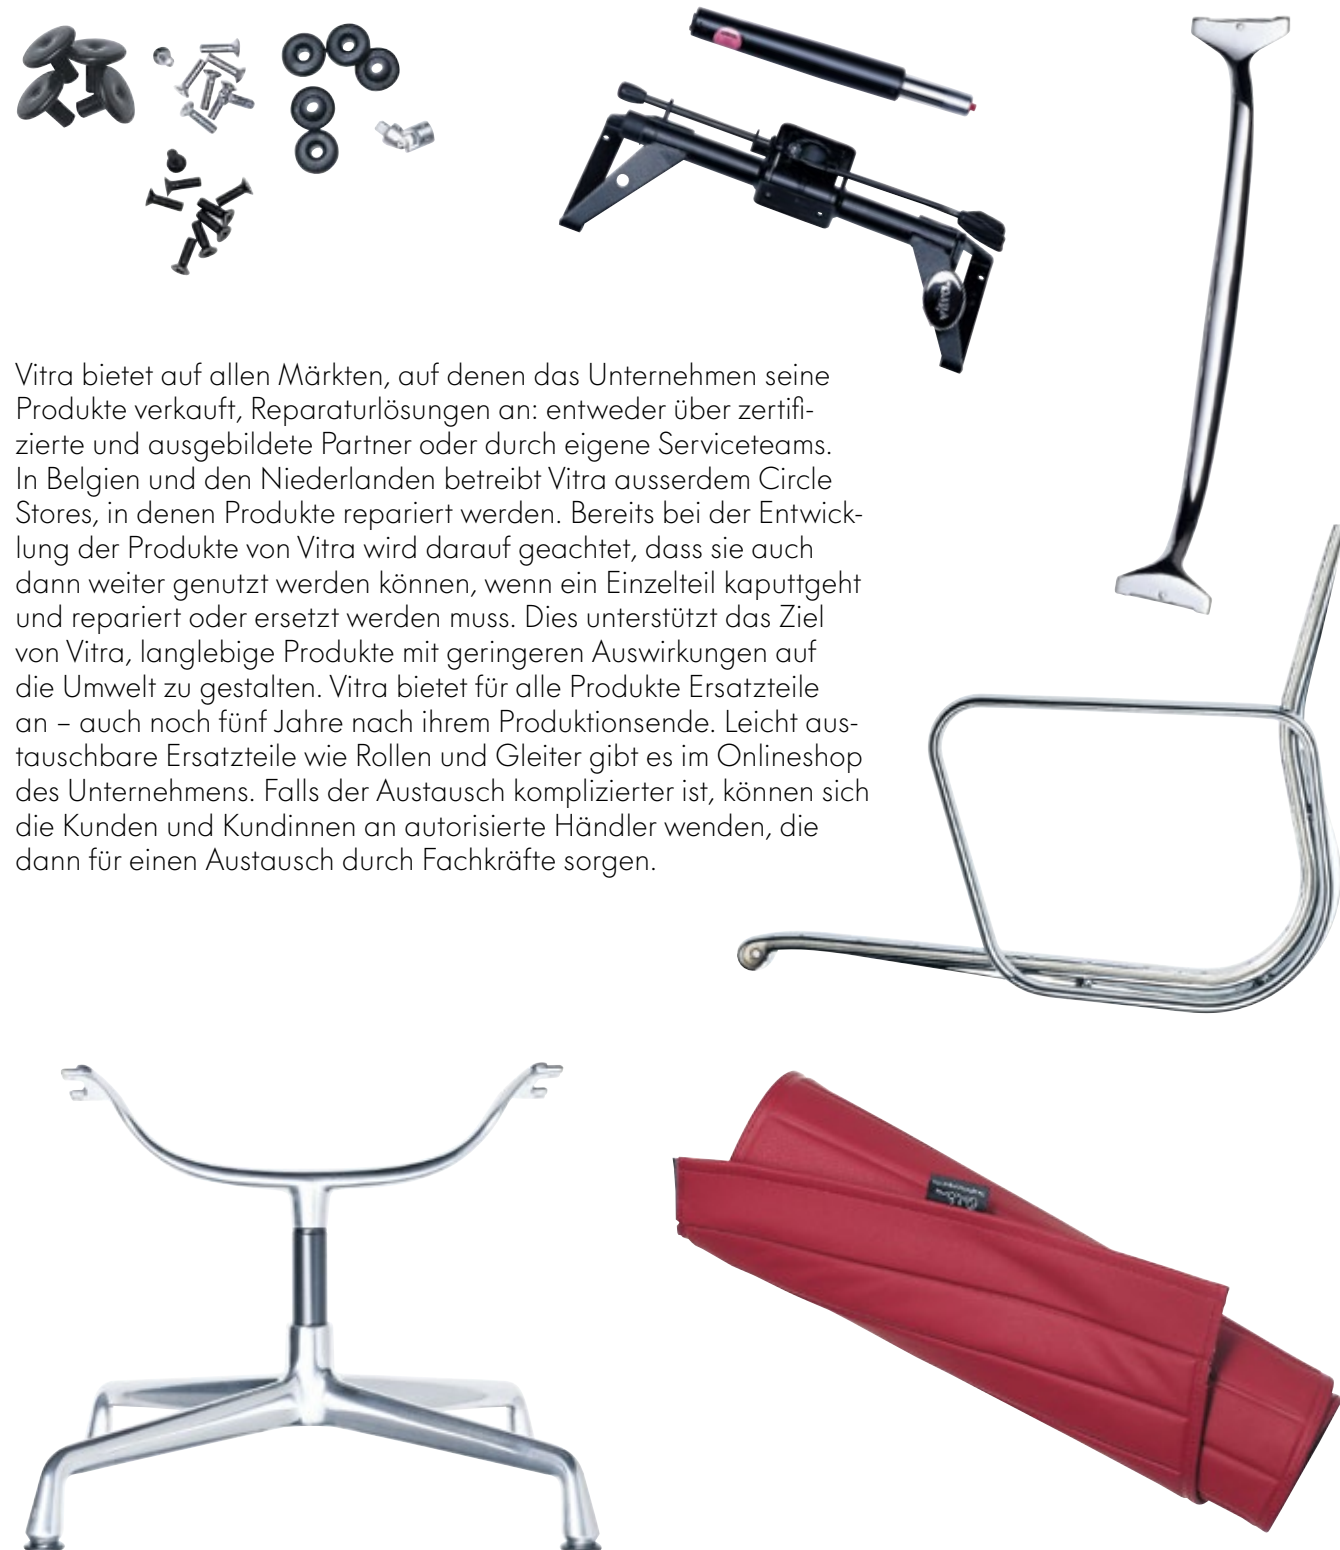 Vitra bietet auf allen Märkten, auf denen das Unternehmen seine
Produkte verkauft, Reparaturlösungen an: entweder über zertifi-
zierte und ausgebildete Partner oder durch eigene Serviceteams.
In Belgien und den Niederlanden betreibt Vitra ausserdem Circle
Stores, in denen Produkte repariert werden. Bereits bei der Entwick-
lung der Produkte von Vitra wird darauf geachtet, dass sie auch
dann weiter genutzt werden können, wenn ein Einzelteil kaputtgeht
und repariert oder ersetzt werden muss. Dies unterstützt das Ziel
von Vitra, langlebige Produkte mit geringeren Auswirkungen auf
die Umwelt zu gestalten. Vitra bietet für alle Produkte Ersatzteile
an – auch noch fünf Jahre nach ihrem Produktionsende. Leicht aus-
tauschbare Ersatzteile wie Rollen und Gleiter gibt es im Onlineshop
des Unternehmens. Falls der Austausch komplizierter ist, können sich
die Kunden und Kundinnen an autorisierte Händler wenden, die
dann für einen Austausch durch Fachkräfte sorgen.